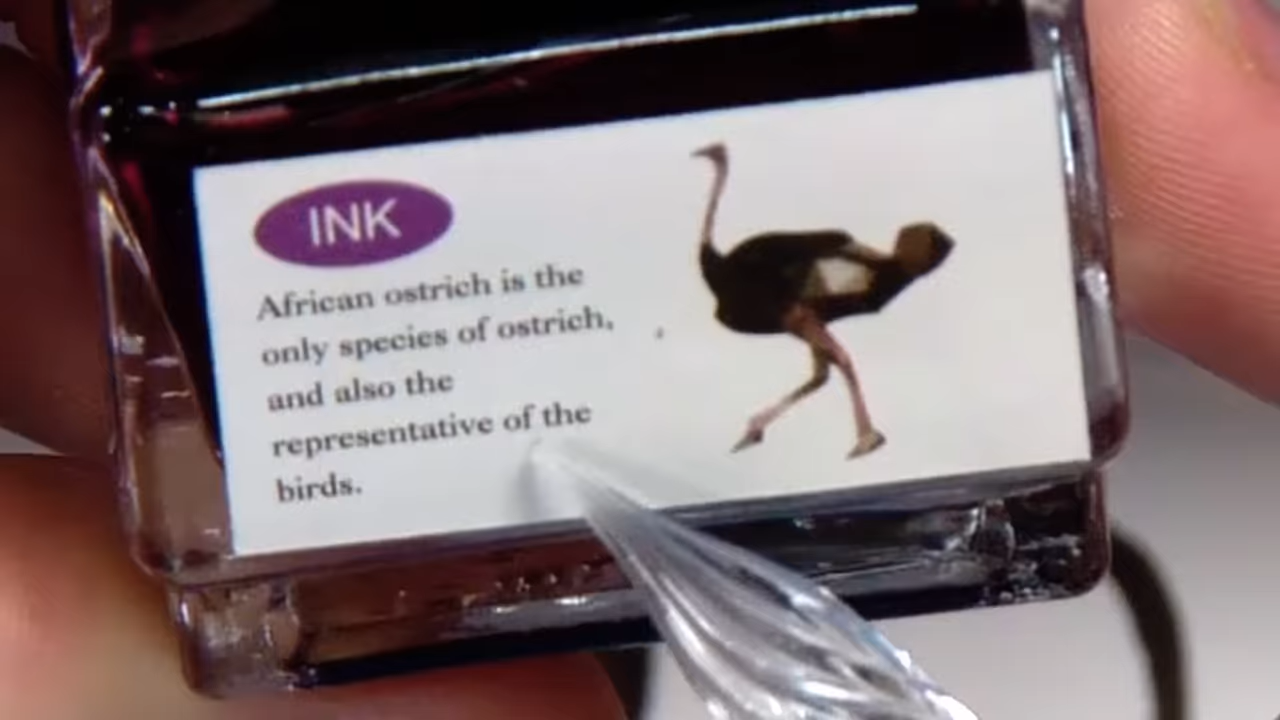 INK
African ostrich is the
only species of ostrich,
and also the
representative of the
birds.